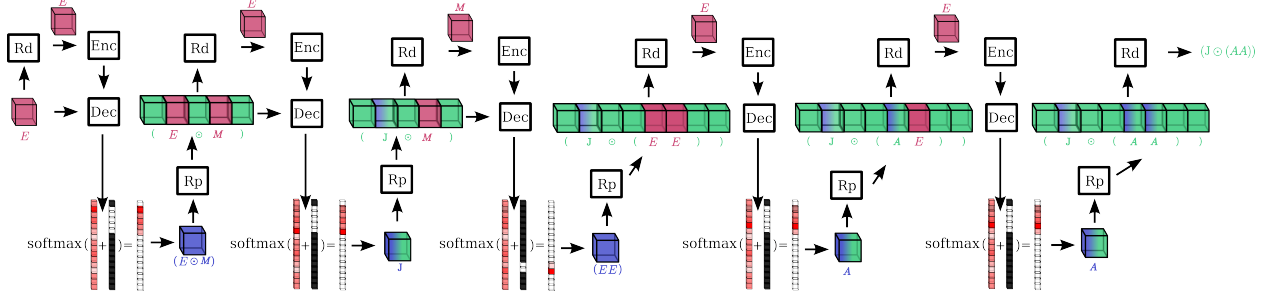 E E M E E
Rd Enc Rd Enc Rd Enc Rd Enc Rd Enc Rd (J ⊙ (AA))
Dec Dec Dec Dec Dec
E ( E ⊙ M ) ( J ⊙ M ) ( J ⊙ ( E E ) ) ( J ⊙ ( A E ) ) ( J ⊙ ( A A ) )
Rp Rp Rp Rp Rp
softmax( + )= softmax( + )= softmax( + )= softmax( + )= softmax( + )=
(E ⊙ M) J (EE) A A